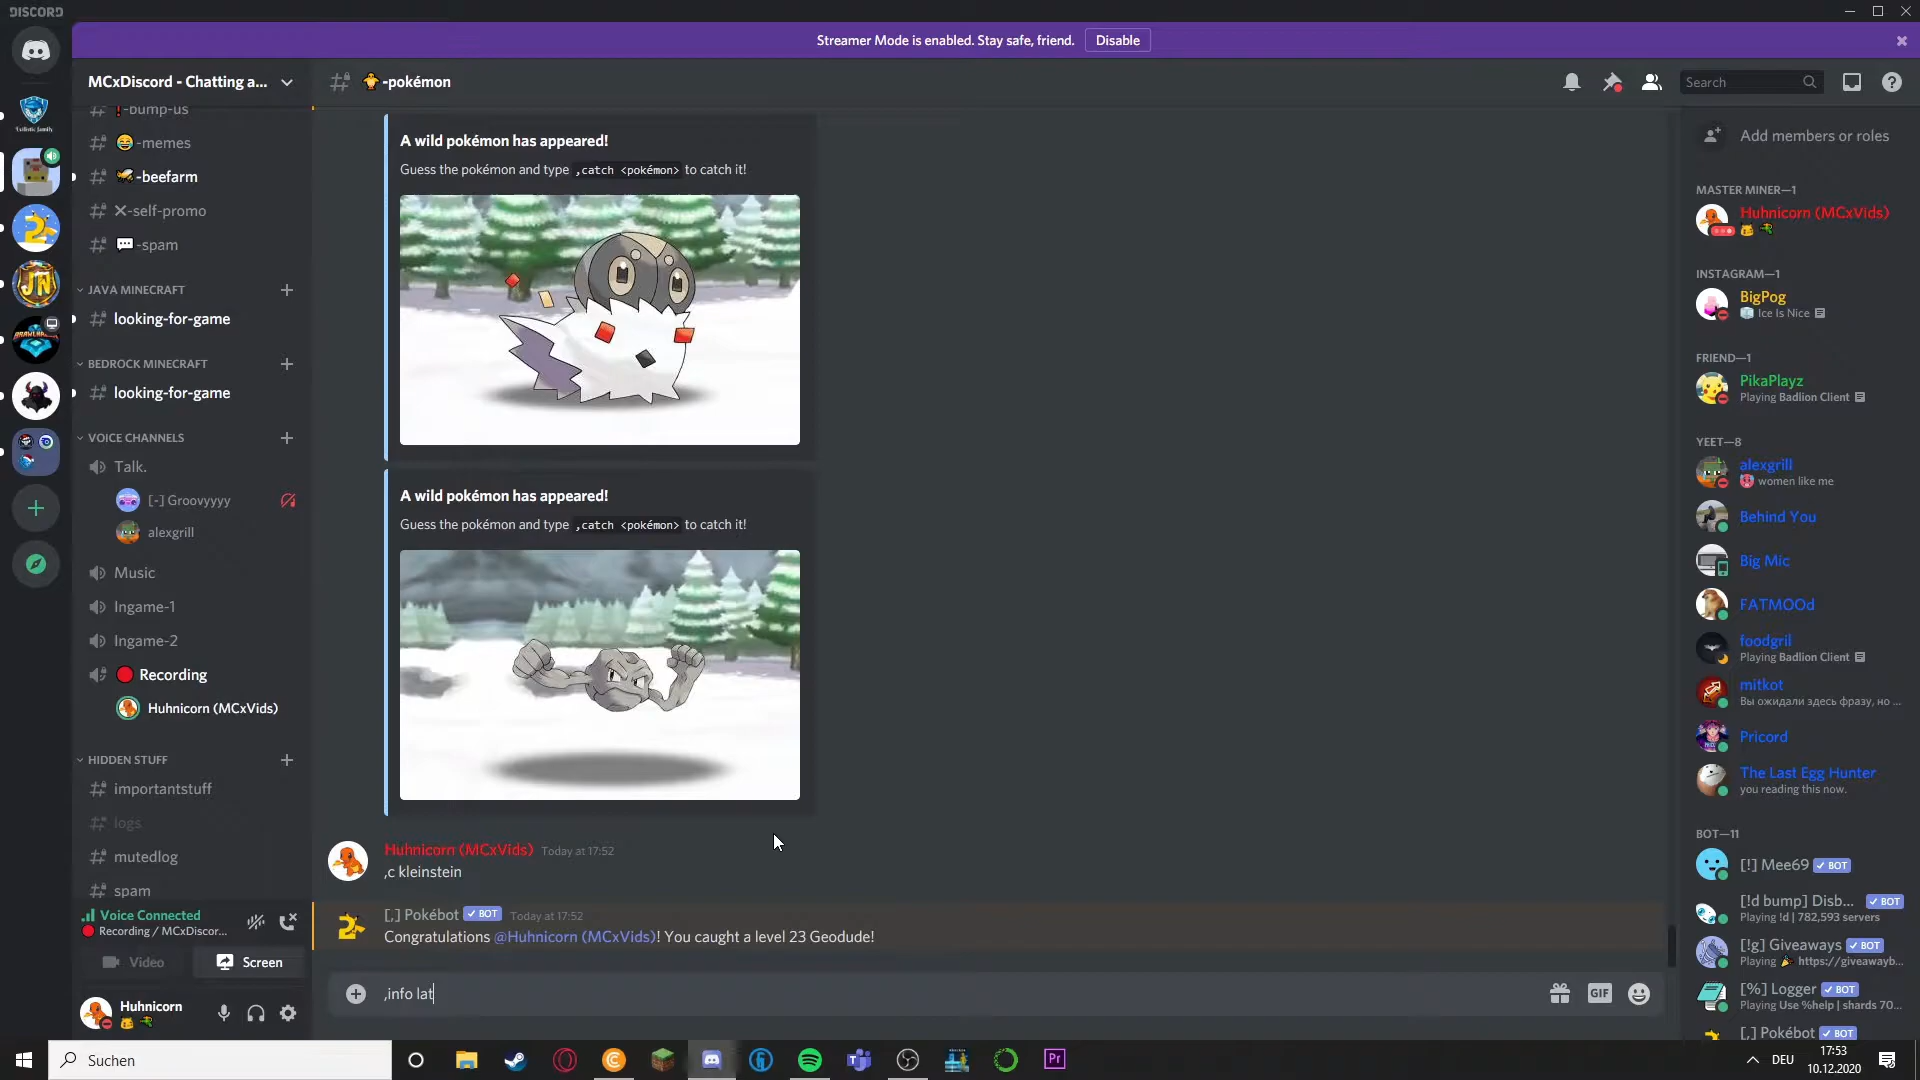 DISCORD
Streamer Mode is enabled. Stay safe, friend.
Disable
MCxDiscord - Chatting a...
-pokémon
Search
-bump-us
-memes
-beefarm
-self-promo
-spam
JAVA MINECRAFT
looking-for-game
BEDROCK MINECRAFT
looking-for-game
VOICE CHANNELS
Talk.
[-] Groovyyyy
alexgrill
Music
Ingame-1
Ingame-2
Recording
Huhnicorn (MCxVids)
HIDDEN STUFF
importantstuff
logs
mutedlog
spam
Voice Connected
Recording / MCxDiscor...
Video
Screen
Huhnicorn
A wild pokémon has appeared!
Guess the pokémon and type ,catch <pokémon> to catch it!
A wild pokémon has appeared!
Guess the pokémon and type ,catch <pokémon> to catch it!
Huhnicorn (MCxVids) Today at 17:52
,c kleinstein
[,] Pokébot BOT Today at 17:52
Congratulations @Huhnicorn (MCxVids)! You caught a level 23 Geodude!
,info lat
GIF
Add members or roles
MASTER MINER—1
Huhnicorn (MCxVids)
INSTAGRAM—1
BigPog
Ice Is Nice
FRIEND—1
PikaPlayz
Playing Badlion Client
YEET—8
alexgrill
women like me
Behind You
Big Mic
FATMOOd
foodgril
Playing Badlion Client
mitkot
Вы ожидали здесь фразу, но ...
Pricord
The Last Egg Hunter
you reading this now.
BOT—11
[!] Mee69 BOT
[!d bump] Disb... BOT
Playing !d | 782,593 servers
[!g] Giveaways BOT
Playing https://giveawayb...
[%] Logger BOT
Playing Use %help | shards 70...
[,] Pokébot BOT
Suchen
Pr
DEU
17:53
10.12.2020